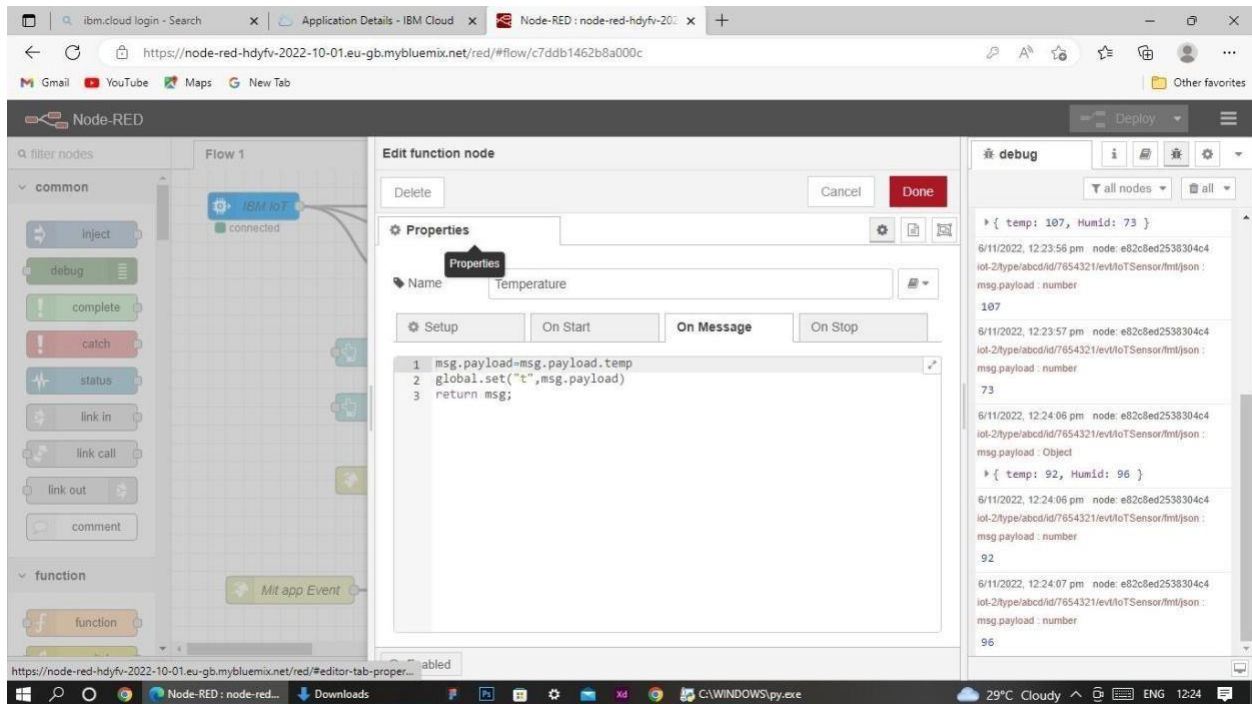 ibm.cloud login - Search
Application Details - IBM Cloud
Node-RED : node-red-hdyfv-202
https://node-red-hdyfv-2022-10-01.eu-gb.mybluemix.net/red/#flow/c7ddb1462b8a000c
Gmail
YouTube
Maps
New Tab
Other favorites
Node-RED
Deploy
filter nodes
common
inject
debug
complete
catch
status
link in
link call
link out
comment
function
function
Flow 1
IBM IoT
connected
Mit app Event
Edit function node
Delete
Cancel
Done
Properties
Properties
Name
Temperature
Setup
On Start
On Message
On Stop
1 msg.payload=msg.payload.temp
2 global.set("t",msg.payload)
3 return msg;
debug
all nodes
all
{ temp: 107, Humid: 73 }
6/11/2022, 12:23:56 pm node: e82c8ed2538304c4
iot-2/type/abcd/id/7654321/evt/IoTSensor/fmt/json :
msg.payload : number
107
6/11/2022, 12:23:57 pm node: e82c8ed2538304c4
iot-2/type/abcd/id/7654321/evt/IoTSensor/fmt/json :
msg.payload : number
73
6/11/2022, 12:24:06 pm node: e82c8ed2538304c4
iot-2/type/abcd/id/7654321/evt/IoTSensor/fmt/json :
msg.payload : Object
{ temp: 92, Humid: 96 }
6/11/2022, 12:24:06 pm node: e82c8ed2538304c4
iot-2/type/abcd/id/7654321/evt/IoTSensor/fmt/json :
msg.payload : number
92
6/11/2022, 12:24:07 pm node: e82c8ed2538304c4
iot-2/type/abcd/id/7654321/evt/IoTSensor/fmt/json :
msg.payload : number
96
https://node-red-hdyfv-2022-10-01.eu-gb.mybluemix.net/red/#editor-tab-proper...
Node-RED : node-red...
Downloads
Ps
Xd
C:\WINDOWS\py.exe
29°C Cloudy
ENG
12:24